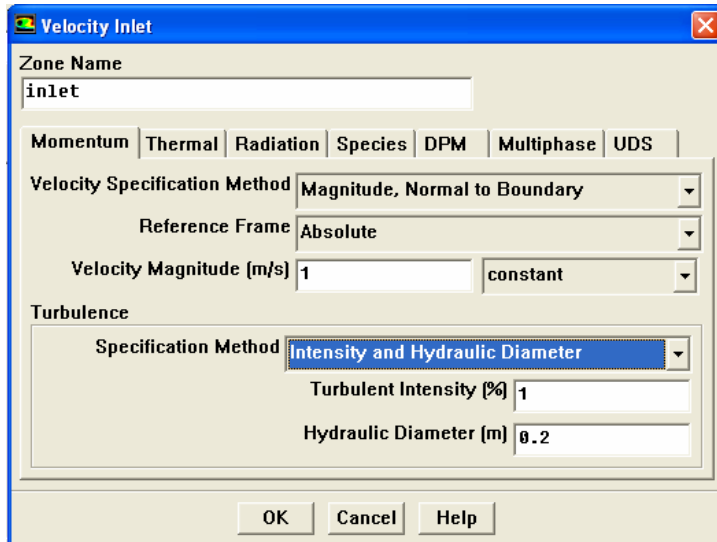 Velocity Inlet
Zone Name
inlet
Momentum Thermal Radiation Species DPM Multiphase UDS
Velocity Specification Method Magnitude, Normal to Boundary
Reference Frame Absolute
Velocity Magnitude (m/s) 1 constant
Turbulence
Specification Method Intensity and Hydraulic Diameter
Turbulent Intensity (%) 1
Hydraulic Diameter (m) 0.2
OK Cancel Help